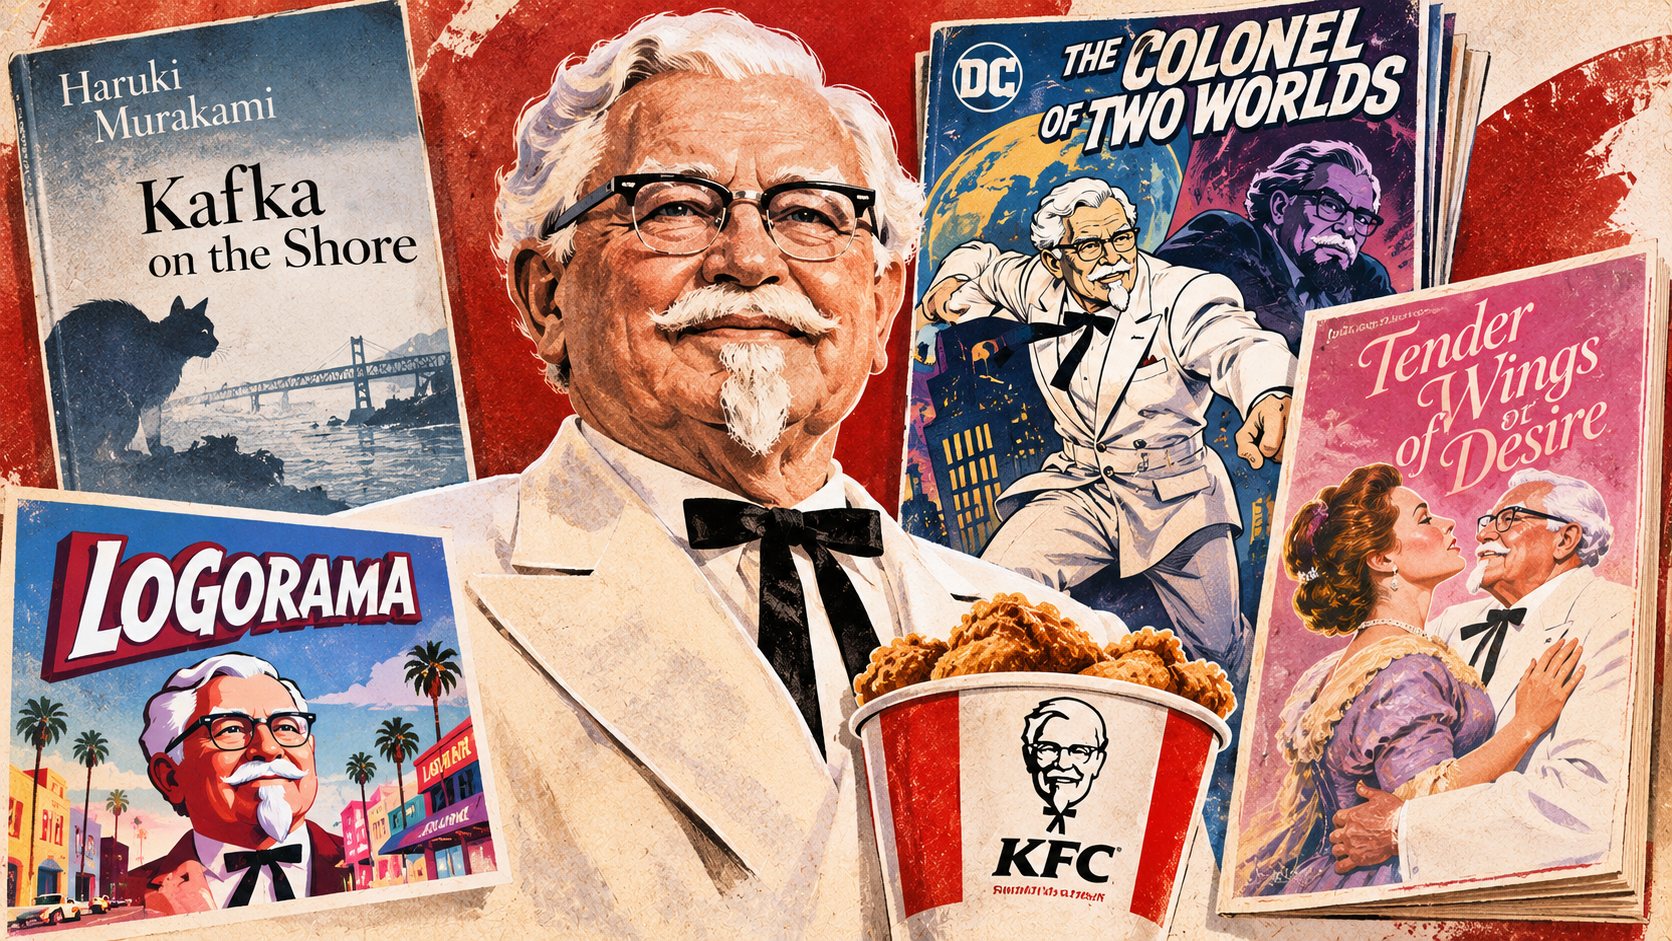 Haruki
Murakami
Kafka
on the Shore
DC
THE COLONEL
OF TWO WORLDS
Tender
Wings
of
Desire
LOGORAMA
KFC